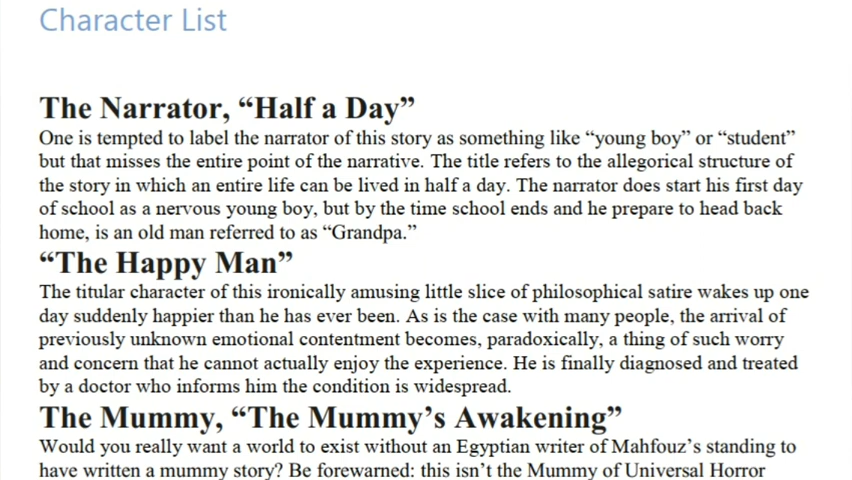 Character List
The Narrator, “Half a Day”
One is tempted to label the narrator of this story as something like “young boy” or “student”
but that misses the entire point of the narrative. The title refers to the allegorical structure of
the story in which an entire life can be lived in half a day. The narrator does start his first day
of school as a nervous young boy, but by the time school ends and he prepare to head back
home, is an old man referred to as “Grandpa.”
“The Happy Man”
The titular character of this ironically amusing little slice of philosophical satire wakes up one
day suddenly happier than he has ever been. As is the case with many people, the arrival of
previously unknown emotional contentment becomes, paradoxically, a thing of such worry
and concern that he cannot actually enjoy the experience. He is finally diagnosed and treated
by a doctor who informs him the condition is widespread.
The Mummy, “The Mummy’s Awakening”
Would you really want a world to exist without an Egyptian writer of Mahfouz’s standing to
have written a mummy story? Be forewarned: this isn’t the Mummy of Universal Horror